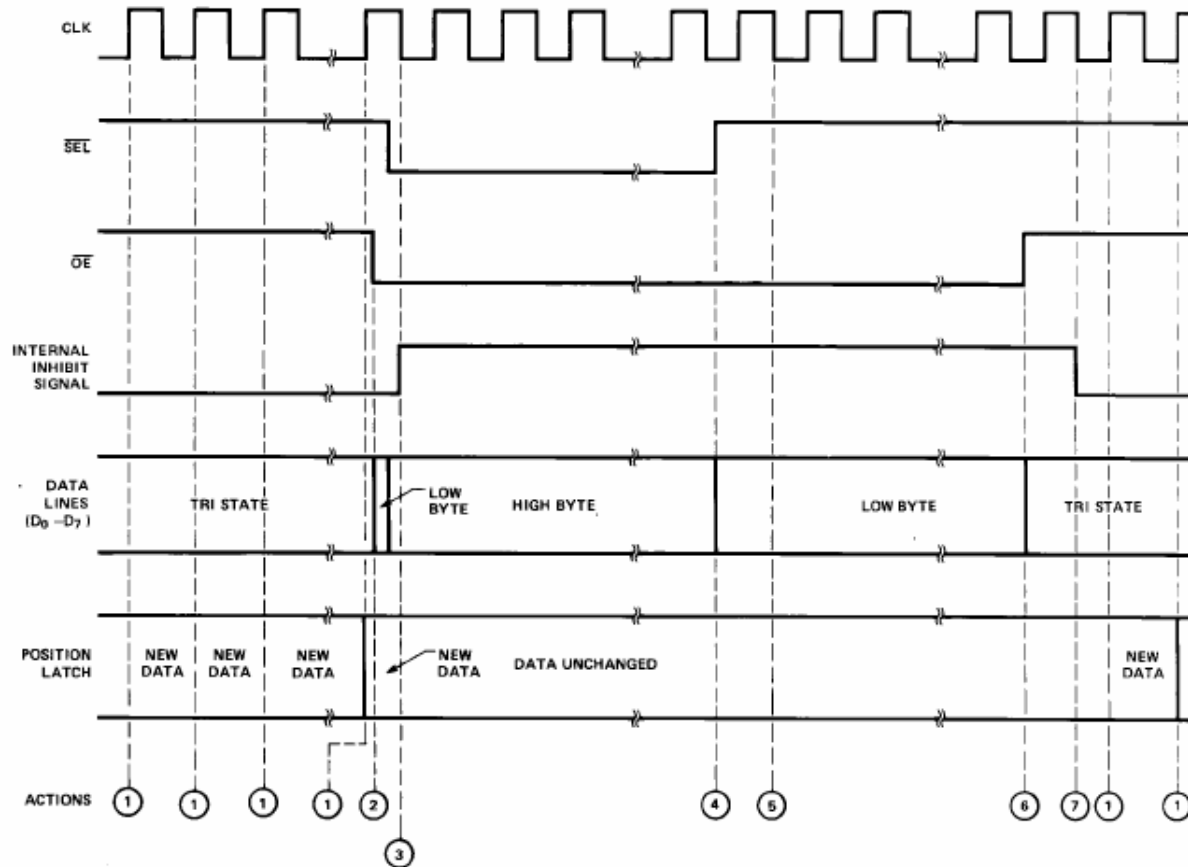 CLK
S̅E̅L̅
O̅E̅
INTERNAL
INHIBIT
SIGNAL
DATA
LINES
(D₀ –D₇ )
TRI STATE
LOW
BYTE
HIGH BYTE
LOW BYTE
TRI STATE
POSITION
LATCH
NEW
DATA
NEW
DATA
NEW
DATA
NEW
DATA
DATA UNCHANGED
NEW
DATA
ACTIONS
1 1 1 1 2 4 5 6 7 1 1
3